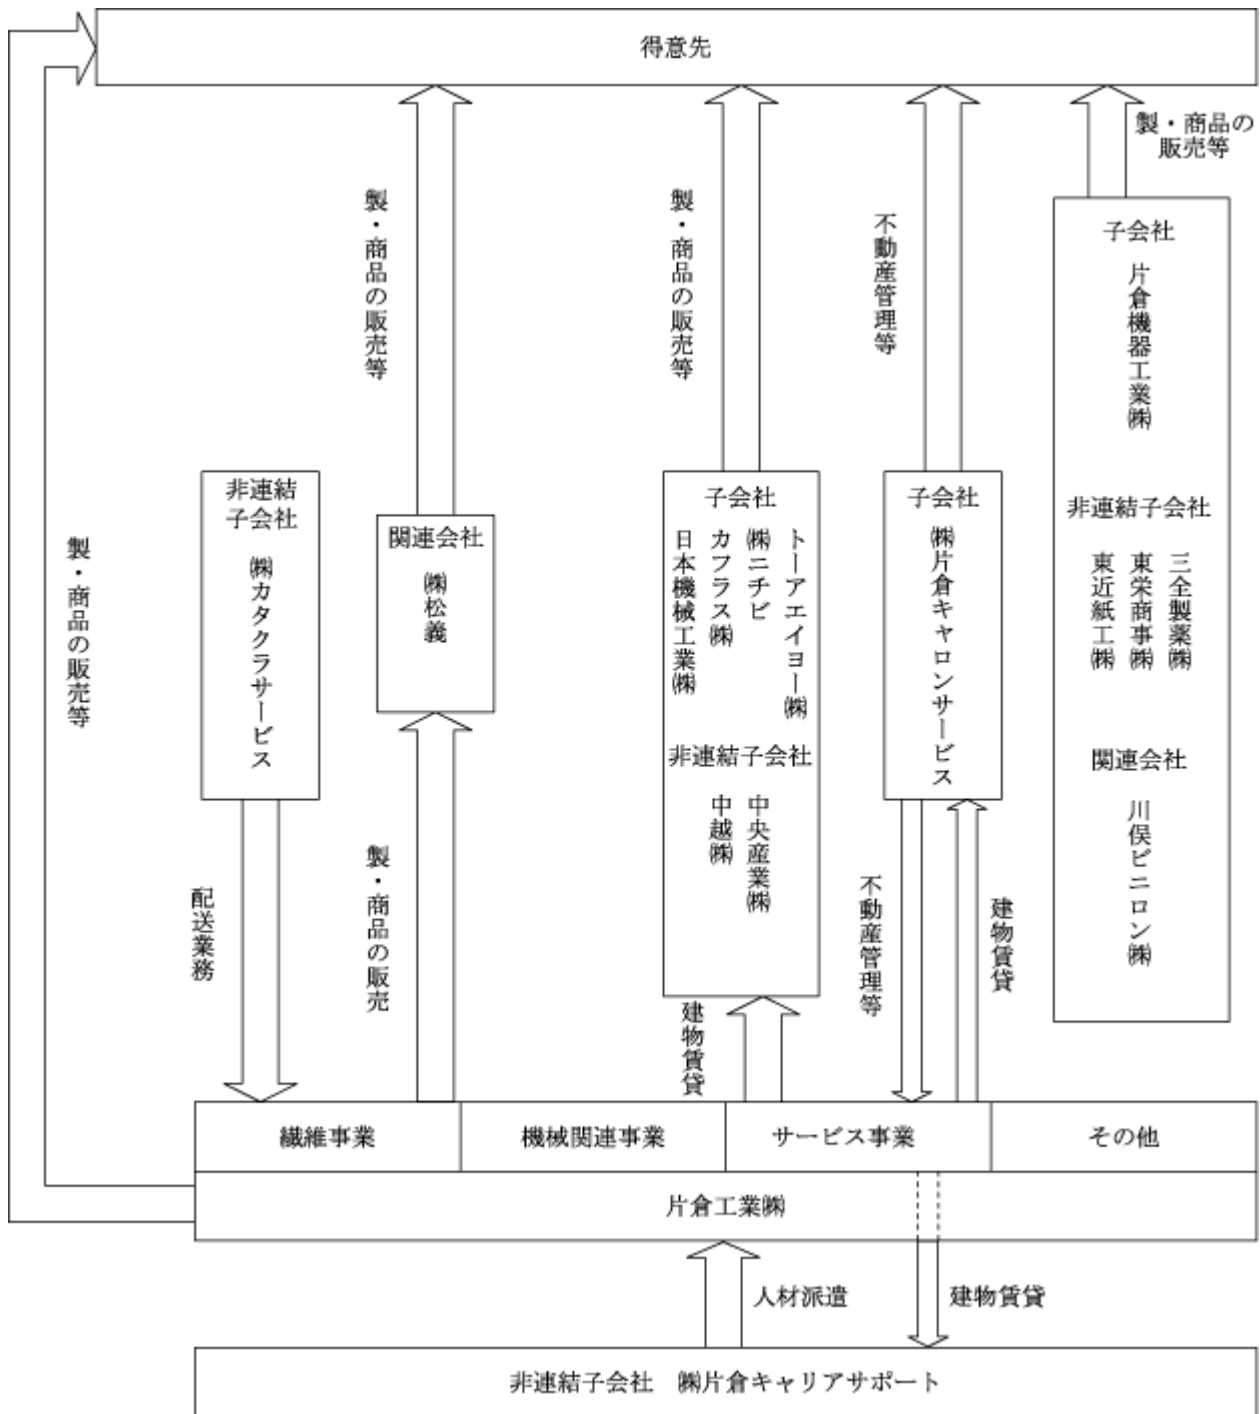 得意先
製・商品の
販売等
製・商品の販売等
製・商品の販売等
不動産管理等
子会社
片倉機器工業㈱
非連結子会社
三全製薬㈱
東栄商事㈱
東近紙工㈱
関連会社
川俣ビニロン㈱
製・商品の販売等
非連結
子会社
㈱カタクラサービス
関連会社
㈱松義
子会社
トーアエイヨー㈱
㈱ニチビ
カフラス㈱
日本機械工業㈱
非連結子会社
中央産業㈱
中越㈱
子会社
㈱片倉キャロンサービス
配送業務
製・商品の販売
建物賃貸
不動産管理等
建物賃貸
繊維事業
機械関連事業
サービス事業
その他
片倉工業㈱
人材派遣
建物賃貸
非連結子会社　㈱片倉キャリアサポート